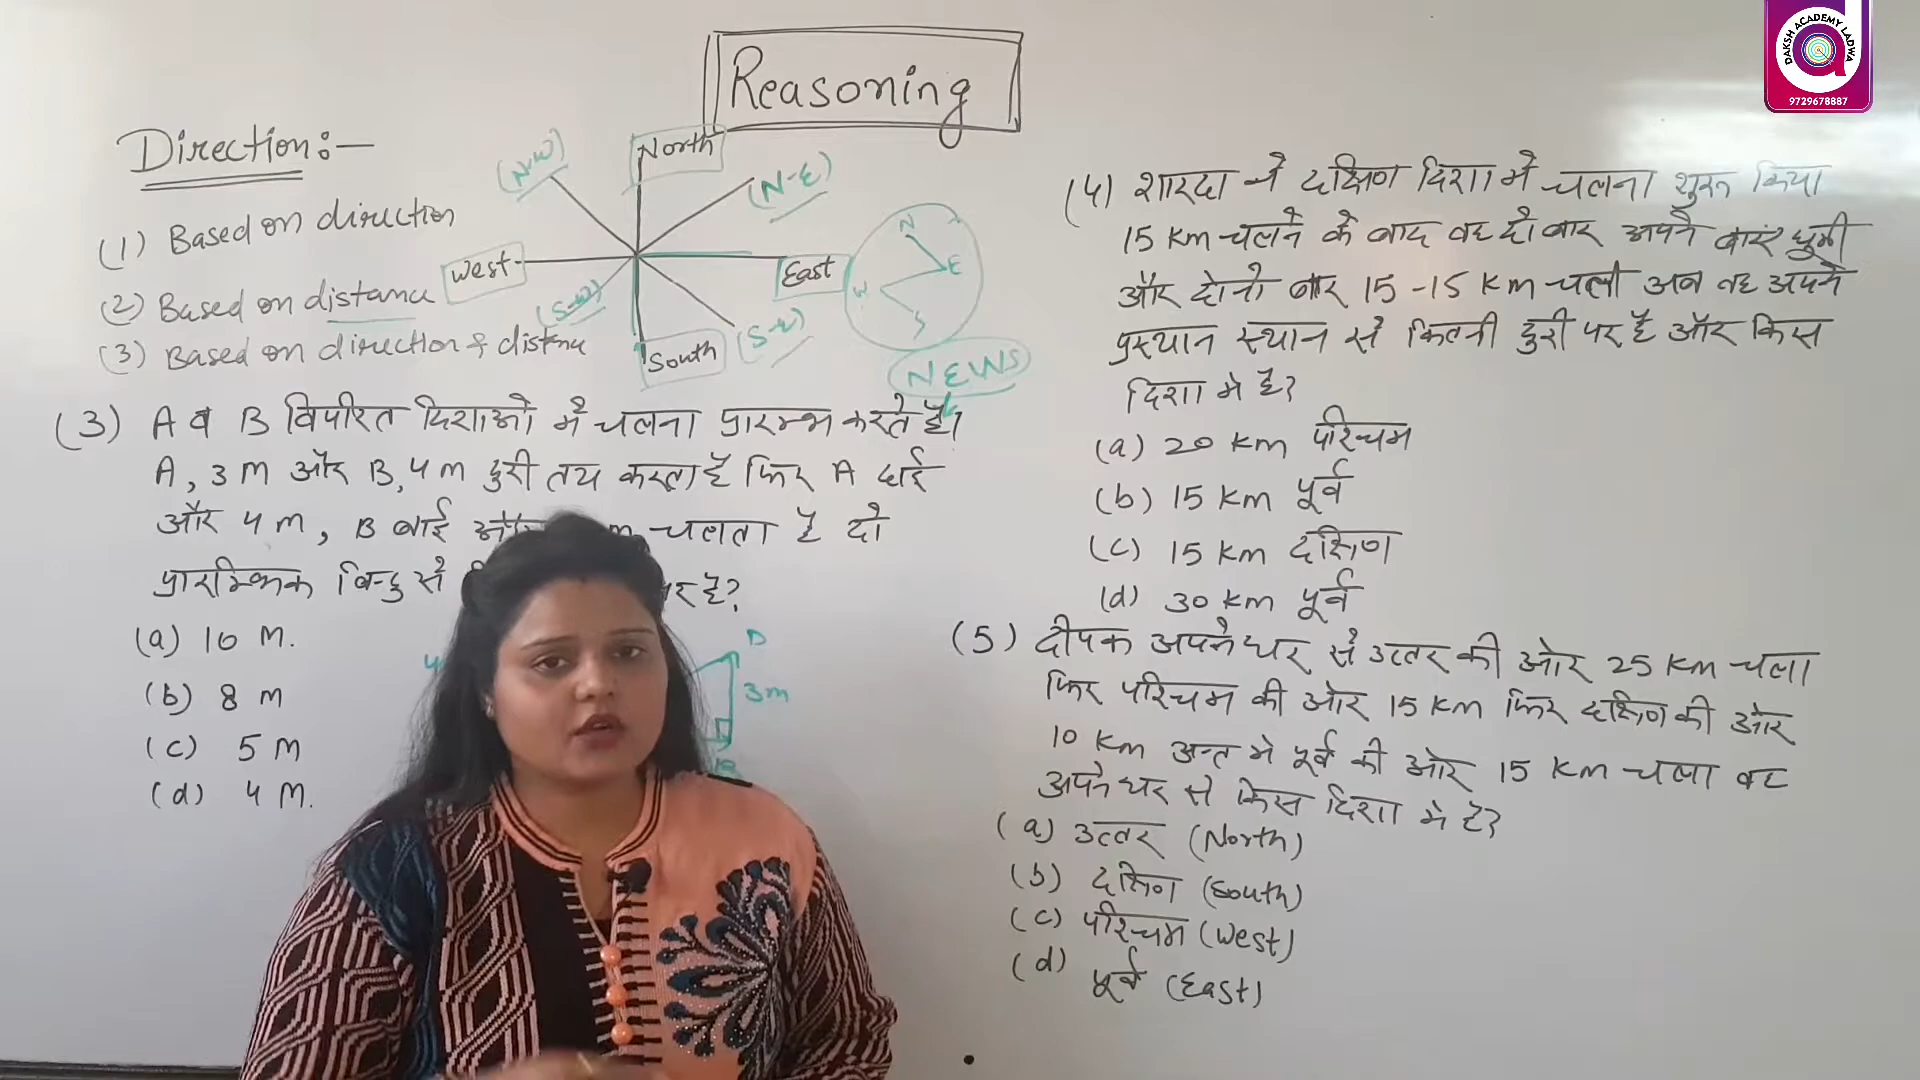 Reasoning
DAKSH ACADEMY LADWA
9729678887
Direction:-
(1) Based on direction
(2) Based on distance
(3) Based on direction & distnce
North
(N-W)
(N-E)
West
East
(S-W)
(S-E)
South
N
E
W
S
NEWS
(3) A व B विपीरत दिशाओ में चलना प्रारम्भ करते है।
A, 3 m और B, 4 m दुरी तय करता है फिर A दाई
और 4 m, B बाई चलता है दो
प्रारम्भिक बिन्दु से पर है?
(a) 10 M.
(b) 8 m
(c) 5 m
(d) 4 M.
D
3m
B
(4) शारदा ने दक्षिण दिशा मे चलना शुरू किया
15 Km चलने के बाद वह दो बार अपने बाएं घुमी
और दोनो बार 15-15 Km चली अब वह अपने
प्रस्थान स्थान से कितनी दुरी पर है और किस
दिशा मे है?
(a) 20 Km पश्चिम
(b) 15 Km पूर्व
(c) 15 Km दक्षिण
(d) 30 Km पूर्व
(5) दीपक अपने घर से उत्तर की ओर 25 Km चला
फिर पश्चिम की ओर 15 Km फिर दक्षिण की ओर
10 Km अन्त मे पूर्व की ओर 15 Km चला वह
अपने घर से किस दिशा मे है?
(a) उत्तर (North)
(b) दक्षिण (South)
(c) पश्चिम (West)
(d) पूर्व (East)